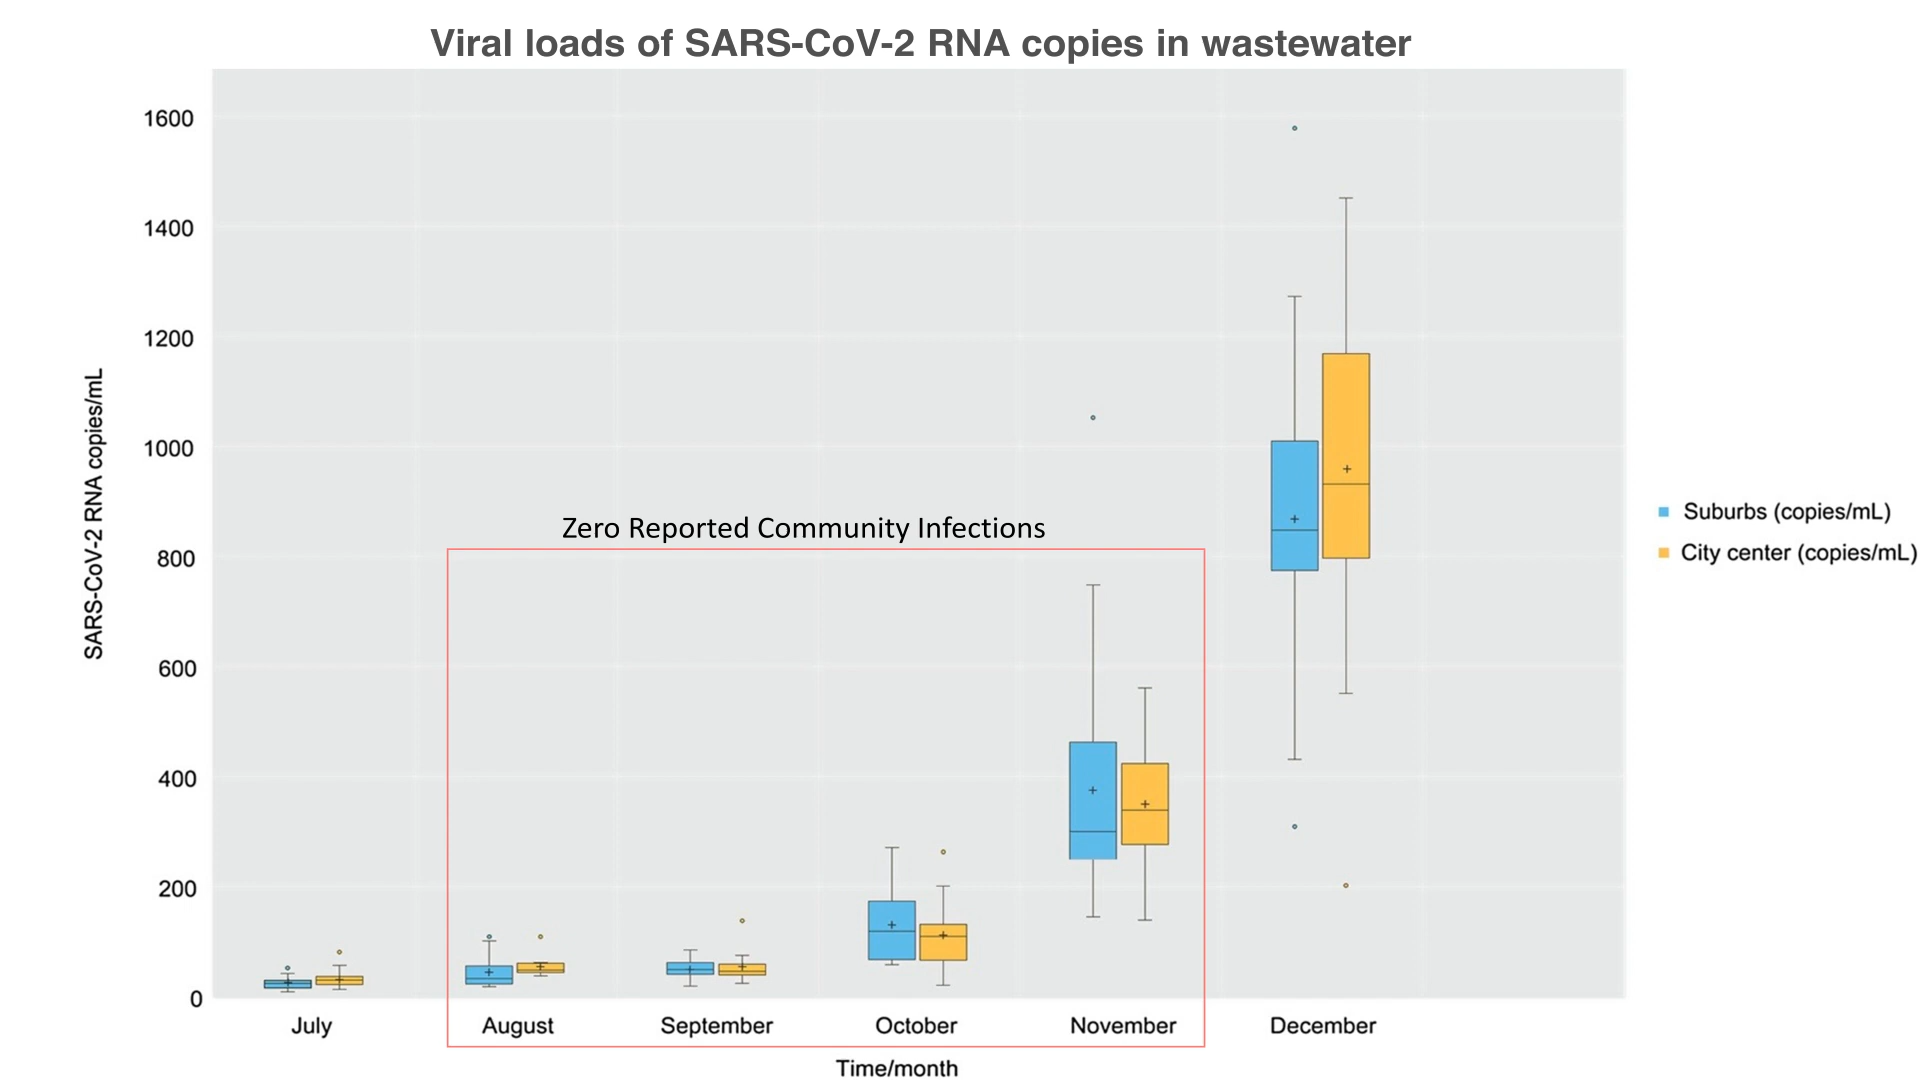 Viral loads of SARS-CoV-2 RNA copies in wastewater
1600
1400
1200
1000
800
600
400
200
0
SARS-CoV-2 RNA copies/mL
Zero Reported Community Infections
Suburbs (copies/mL)
City center (copies/mL)
July August September October November December
Time/month